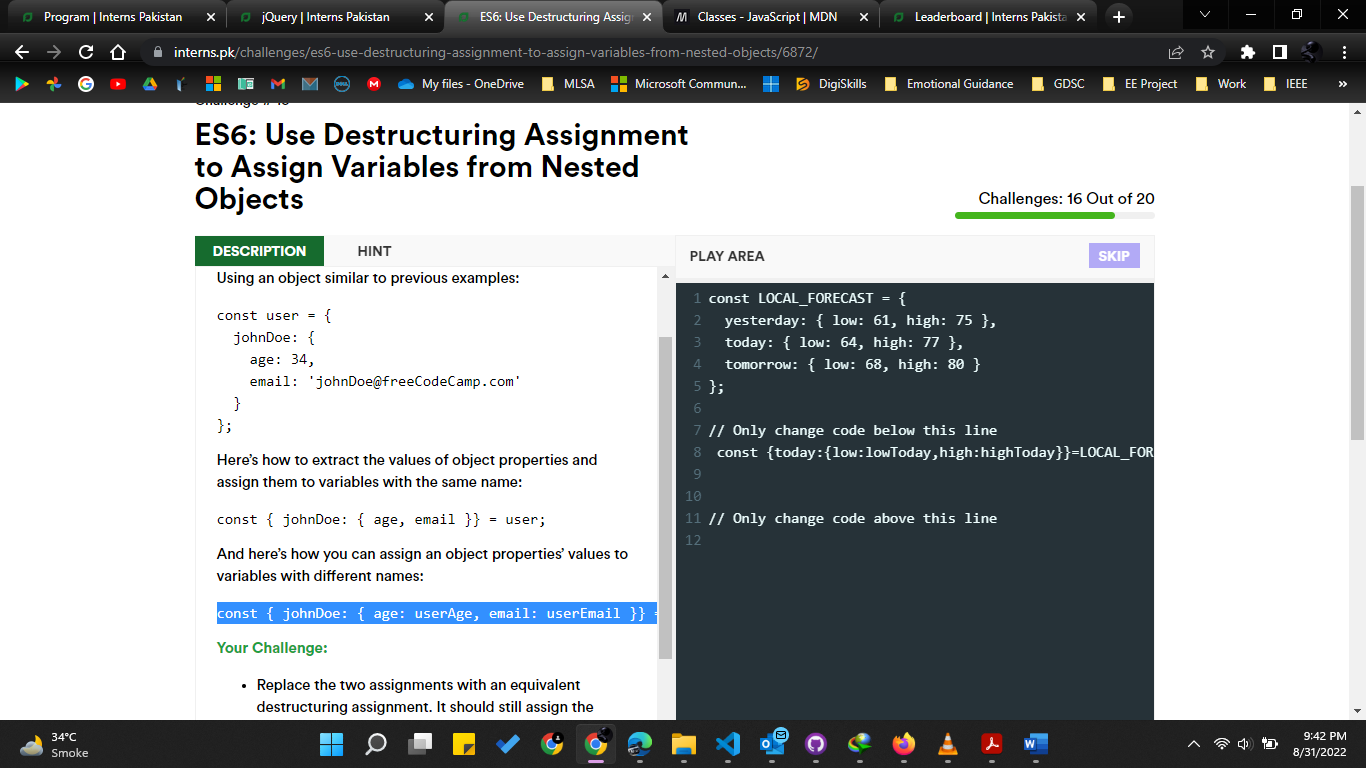 Program | Interns Pakistan
jQuery | Interns Pakistan
ES6: Use Destructuring Assig
Classes - JavaScript | MDN
Leaderboard | Interns Pakista
interns.pk/challenges/es6-use-destructuring-assignment-to-assign-variables-from-nested-objects/6872/
My files - OneDrive
MLSA
Microsoft Commun...
DigiSkills
Emotional Guidance
GDSC
EE Project
Work
IEEE
»
ES6: Use Destructuring Assignment
to Assign Variables from Nested
Objects
Challenges: 16 Out of 20
DESCRIPTION
HINT
Using an object similar to previous examples:
const user = {
johnDoe: {
age: 34,
email: 'johnDoe@freeCodeCamp.com'
}
};
Here's how to extract the values of object properties and
assign them to variables with the same name:
const { johnDoe: { age, email }} = user;
And here's how you can assign an object properties' values to
variables with different names:
const { johnDoe: { age: userAge, email: userEmail }} =
Your Challenge:
• Replace the two assignments with an equivalent
destructuring assignment. It should still assign the
PLAY AREA
SKIP
1 const LOCAL_FORECAST = {
2 yesterday: { low: 61, high: 75 },
3 today: { low: 64, high: 77 },
4 tomorrow: { low: 68, high: 80 }
5 };
6
7 // Only change code below this line
8 const {today:{low:lowToday,high:highToday}}=LOCAL_FOR
9
10
11 // Only change code above this line
12
34°C
Smoke
9:42 PM
8/31/2022